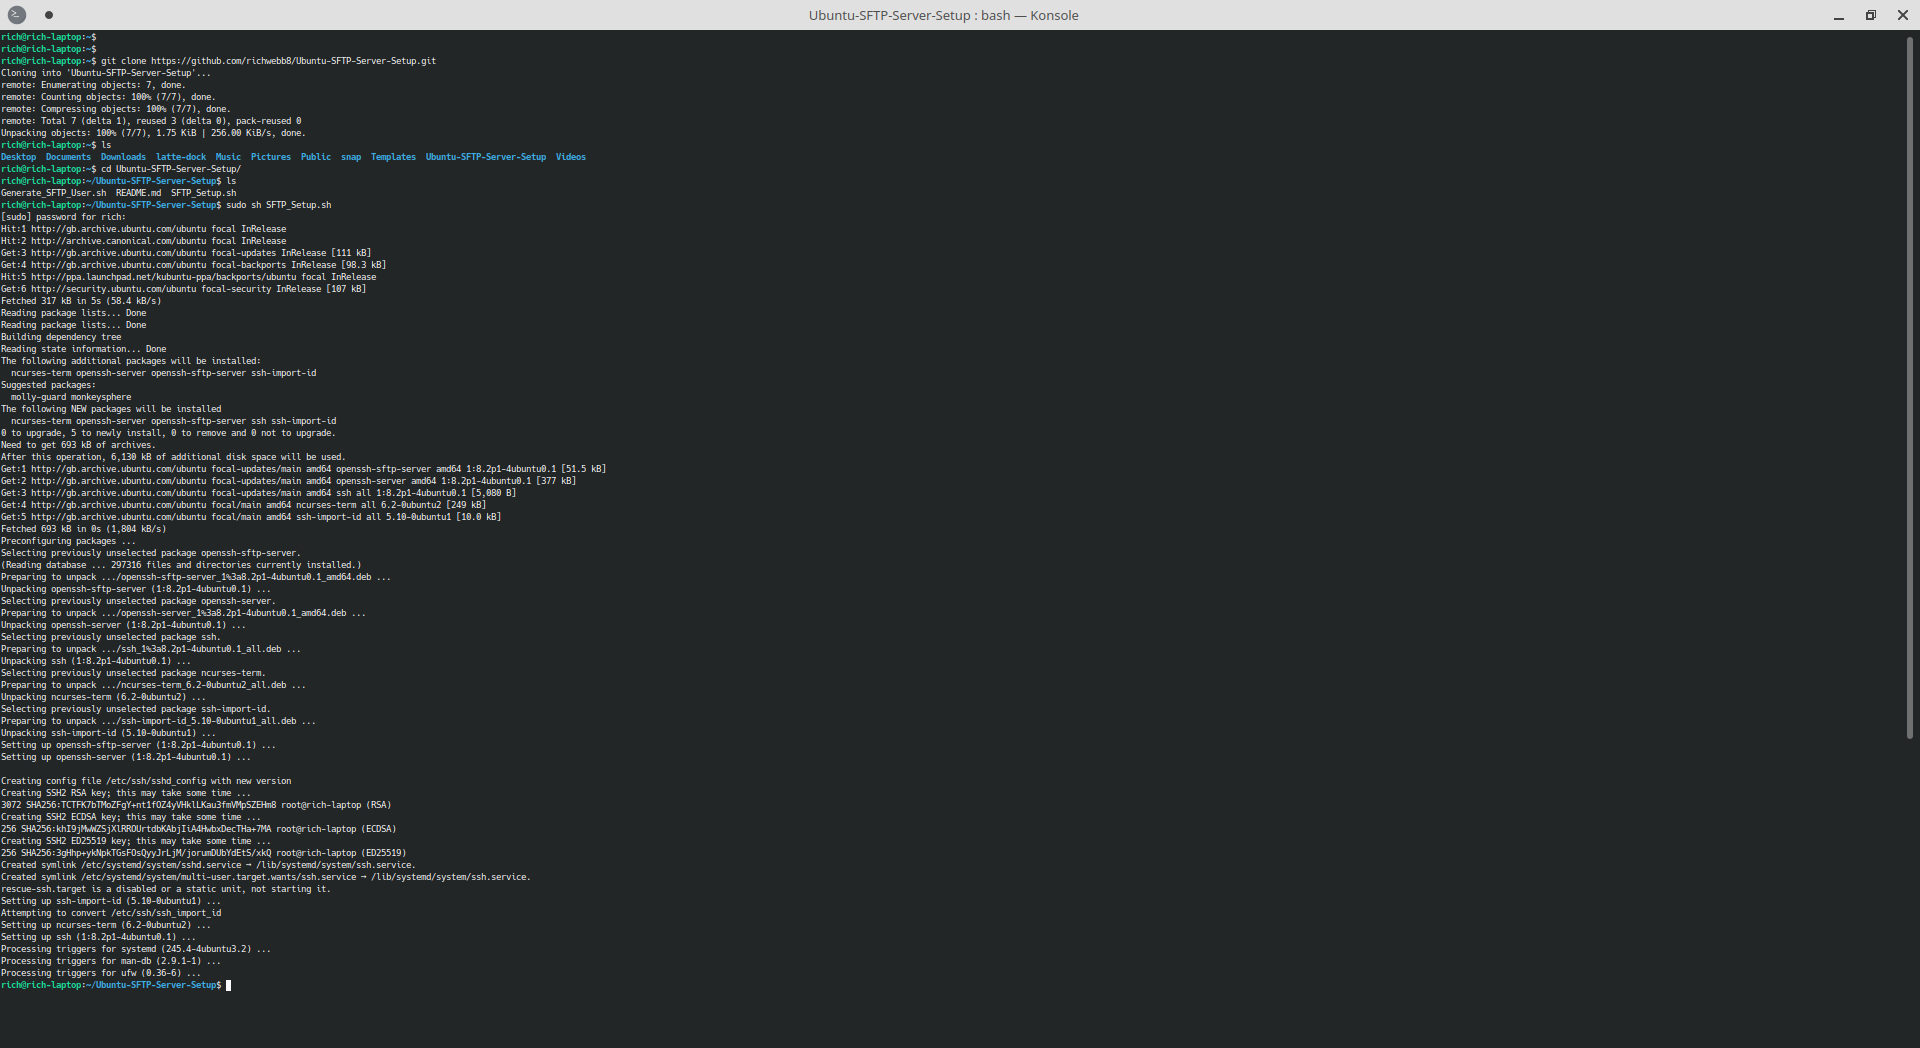 Ubuntu-SFTP-Server-Setup : bash — Konsole
rich@rich-laptop:~$
rich@rich-laptop:~$
rich@rich-laptop:~$ git clone https://github.com/richwebb8/Ubuntu-SFTP-Server-Setup.git
Cloning into 'Ubuntu-SFTP-Server-Setup'...
remote: Enumerating objects: 7, done.
remote: Counting objects: 100% (7/7), done.
remote: Compressing objects: 100% (7/7), done.
remote: Total 7 (delta 1), reused 3 (delta 0), pack-reused 0
Unpacking objects: 100% (7/7), 1.75 KiB | 256.00 KiB/s, done.
rich@rich-laptop:~$ ls
Desktop  Documents  Downloads  latte-dock  Music  Pictures  Public  snap  Templates  Ubuntu-SFTP-Server-Setup  Videos
rich@rich-laptop:~$ cd Ubuntu-SFTP-Server-Setup/
rich@rich-laptop:~/Ubuntu-SFTP-Server-Setup$ ls
Generate_SFTP_User.sh  README.md  SFTP_Setup.sh
rich@rich-laptop:~/Ubuntu-SFTP-Server-Setup$ sudo sh SFTP_Setup.sh
[sudo] password for rich:
Hit:1 http://gb.archive.ubuntu.com/ubuntu focal InRelease
Hit:2 http://archive.canonical.com/ubuntu focal InRelease
Get:3 http://gb.archive.ubuntu.com/ubuntu focal-updates InRelease [111 kB]
Get:4 http://gb.archive.ubuntu.com/ubuntu focal-backports InRelease [98.3 kB]
Hit:5 http://ppa.launchpad.net/kubuntu-ppa/backports/ubuntu focal InRelease
Get:6 http://security.ubuntu.com/ubuntu focal-security InRelease [107 kB]
Fetched 317 kB in 5s (58.4 kB/s)
Reading package lists... Done
Reading package lists... Done
Building dependency tree
Reading state information... Done
The following additional packages will be installed:
  ncurses-term openssh-server openssh-sftp-server ssh-import-id
Suggested packages:
  molly-guard monkeysphere
The following NEW packages will be installed
  ncurses-term openssh-server openssh-sftp-server ssh ssh-import-id
0 to upgrade, 5 to newly install, 0 to remove and 0 not to upgrade.
Need to get 693 kB of archives.
After this operation, 6,130 kB of additional disk space will be used.
Get:1 http://gb.archive.ubuntu.com/ubuntu focal-updates/main amd64 openssh-sftp-server amd64 1:8.2p1-4ubuntu0.1 [51.5 kB]
Get:2 http://gb.archive.ubuntu.com/ubuntu focal-updates/main amd64 openssh-server amd64 1:8.2p1-4ubuntu0.1 [377 kB]
Get:3 http://gb.archive.ubuntu.com/ubuntu focal-updates/main amd64 ssh all 1:8.2p1-4ubuntu0.1 [5,080 B]
Get:4 http://gb.archive.ubuntu.com/ubuntu focal/main amd64 ncurses-term all 6.2-0ubuntu2 [249 kB]
Get:5 http://gb.archive.ubuntu.com/ubuntu focal/main amd64 ssh-import-id all 5.10-0ubuntu1 [10.0 kB]
Fetched 693 kB in 0s (1,804 kB/s)
Preconfiguring packages ...
Selecting previously unselected package openssh-sftp-server.
(Reading database ... 297316 files and directories currently installed.)
Preparing to unpack .../openssh-sftp-server_1%3a8.2p1-4ubuntu0.1_amd64.deb ...
Unpacking openssh-sftp-server (1:8.2p1-4ubuntu0.1) ...
Selecting previously unselected package openssh-server.
Preparing to unpack .../openssh-server_1%3a8.2p1-4ubuntu0.1_amd64.deb ...
Unpacking openssh-server (1:8.2p1-4ubuntu0.1) ...
Selecting previously unselected package ssh.
Preparing to unpack .../ssh_1%3a8.2p1-4ubuntu0.1_all.deb ...
Unpacking ssh (1:8.2p1-4ubuntu0.1) ...
Selecting previously unselected package ncurses-term.
Preparing to unpack .../ncurses-term_6.2-0ubuntu2_all.deb ...
Unpacking ncurses-term (6.2-0ubuntu2) ...
Selecting previously unselected package ssh-import-id.
Preparing to unpack .../ssh-import-id_5.10-0ubuntu1_all.deb ...
Unpacking ssh-import-id (5.10-0ubuntu1) ...
Setting up openssh-sftp-server (1:8.2p1-4ubuntu0.1) ...
Setting up openssh-server (1:8.2p1-4ubuntu0.1) ...
Creating config file /etc/ssh/sshd_config with new version
Creating SSH2 RSA key; this may take some time ...
3072 SHA256:TCTFK7bTMoZFgY+nt1fOZ4yVHklLKau3fmVMpSZEHm8 root@rich-laptop (RSA)
Creating SSH2 ECDSA key; this may take some time ...
256 SHA256:khI9jMwWZSjXlRROUrtdbKAbjIiA4HwbxDecTHa+7MA root@rich-laptop (ECDSA)
Creating SSH2 ED25519 key; this may take some time ...
256 SHA256:3gHhp+ykNpkTGsFOsQyyJrLjM/jorumDUbYdEtS/xkQ root@rich-laptop (ED25519)
Created symlink /etc/systemd/system/sshd.service → /lib/systemd/system/ssh.service.
Created symlink /etc/systemd/system/multi-user.target.wants/ssh.service → /lib/systemd/system/ssh.service.
rescue-ssh.target is a disabled or a static unit, not starting it.
Setting up ssh-import-id (5.10-0ubuntu1) ...
Attempting to convert /etc/ssh/ssh_import_id
Setting up ncurses-term (6.2-0ubuntu2) ...
Setting up ssh (1:8.2p1-4ubuntu0.1) ...
Processing triggers for systemd (245.4-4ubuntu3.2) ...
Processing triggers for man-db (2.9.1-1) ...
Processing triggers for ufw (0.36-6) ...
rich@rich-laptop:~/Ubuntu-SFTP-Server-Setup$